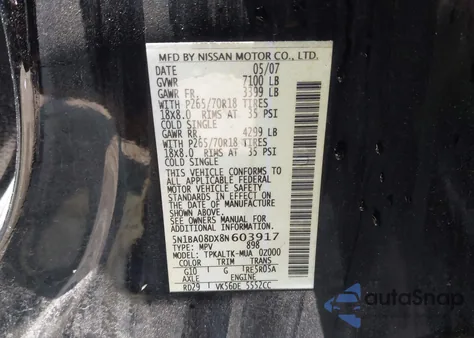 MFD BY NISSAN MOTOR CO., LTD.
DATE 05/07
GVWR 7100 LB
GAWR FR. 3399 LB
WITH P265/70R18 TIRES
18x8.0 RIMS AT 35 PSI
COLD SINGLE
GAWR RR. 4299 LB
WITH P265/70R18 TIRES
18x8.0 RIMS AT 35 PSI
COLD SINGLE
THIS VEHICLE CONFORMS TO
ALL APPLICABLE FEDERAL
MOTOR VEHICLE SAFETY
STANDARDS IN EFFECT ON
THE DATE OF MANUFACTURE
SHOWN ABOVE.
SEE OWNERS MANUAL FOR
ADDITIONAL INFORMATION.
5N1BA08DX8N603917
TYPE: MPV 898
MODEL: TPKALTK-MUA 0Z000
COLOR TRIM TRANS
G10 G TRE5R05A
AXLE ENGINE
RD29 VK56DE 5552CC
autoSnap